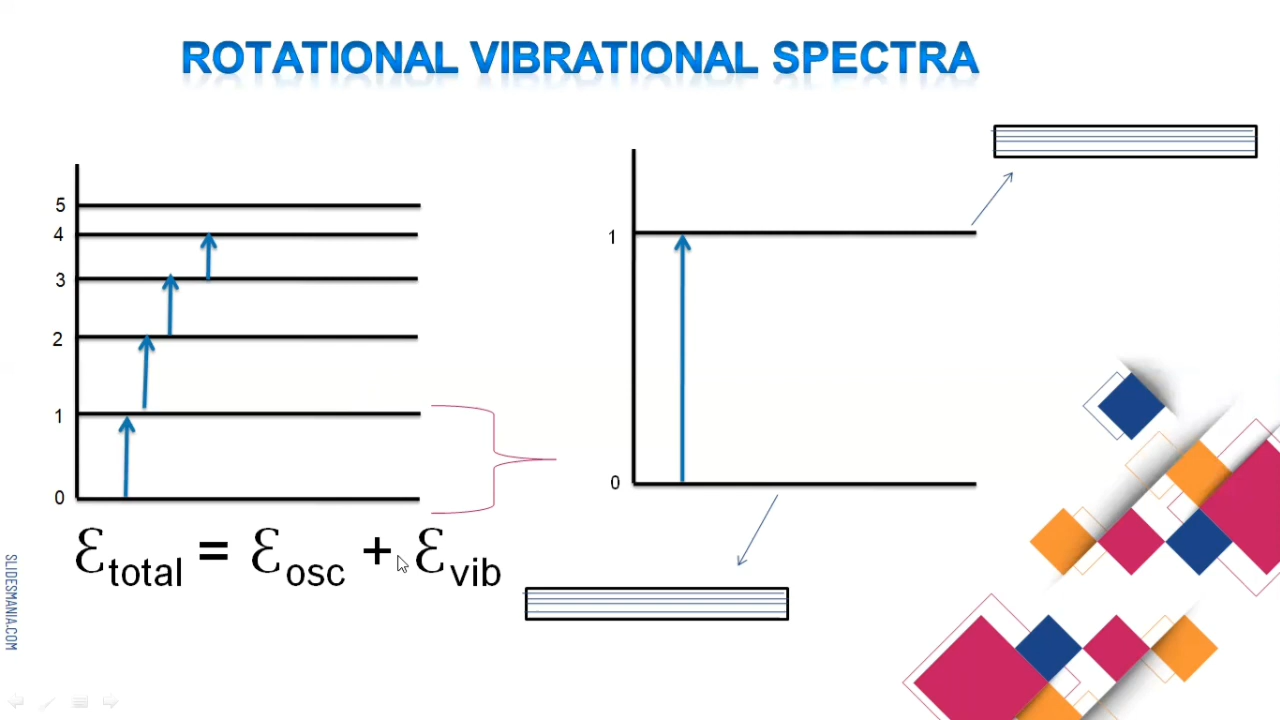 ROTATIONAL VIBRATIONAL SPECTRA
5
4
3
2
1
0
1
0
Ɛtotal = Ɛosc + Ɛvib
SLIDESMANIA.COM